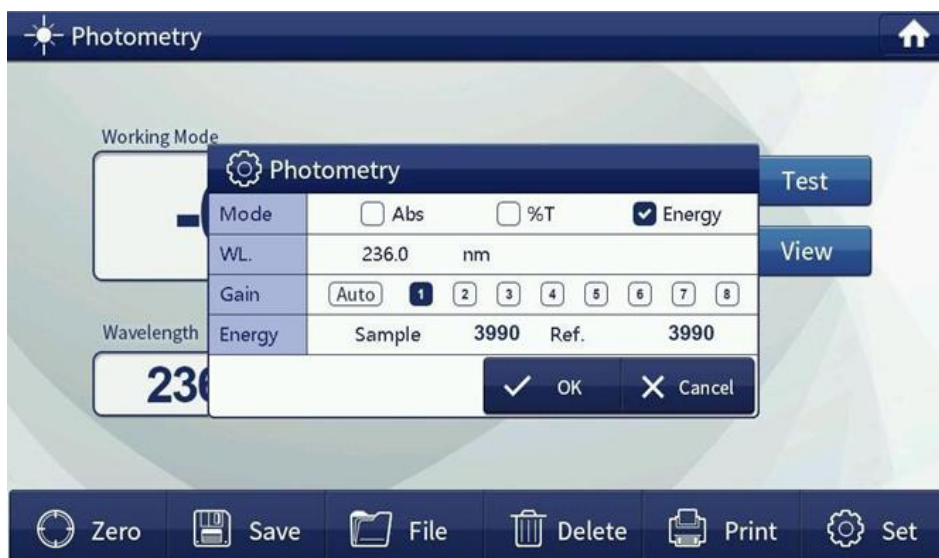 Photometry
Working Mode
Photometry
Test
Mode Abs %T Energy
WL. 236.0 nm
View
Gain Auto 1 2 3 4 5 6 7 8
Wavelength
Energy Sample 3990 Ref. 3990
236
OK Cancel
Zero Save File Delete Print Set